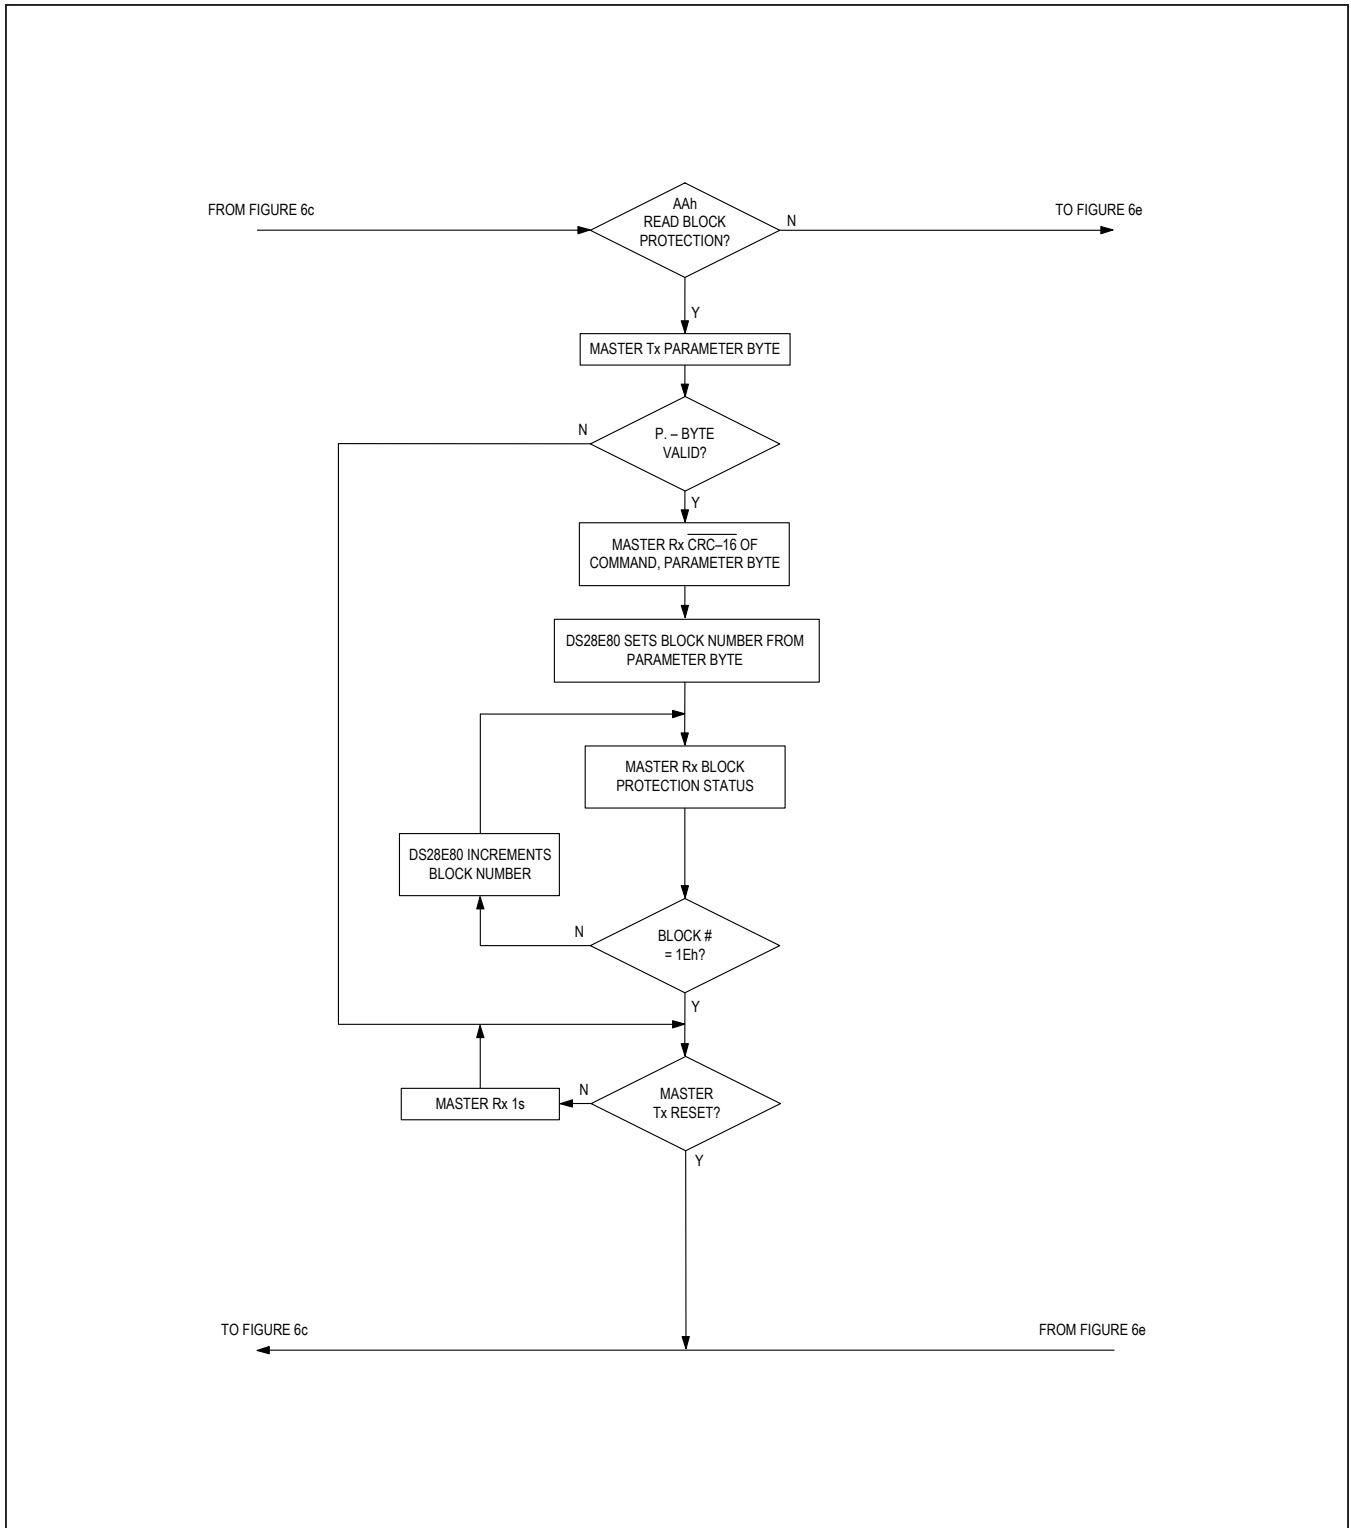 FROM FIGURE 6c
AAh
READ BLOCK
PROTECTION?
N
TO FIGURE 6e
Y
MASTER Tx PARAMETER BYTE
N
P. – BYTE
VALID?
Y
MASTER Rx CRC–16 OF
COMMAND, PARAMETER BYTE
DS28E80 SETS BLOCK NUMBER FROM
PARAMETER BYTE
MASTER Rx BLOCK
PROTECTION STATUS
DS28E80 INCREMENTS
BLOCK NUMBER
N
BLOCK #
= 1Eh?
Y
MASTER Rx 1s
N
MASTER
Tx RESET?
Y
TO FIGURE 6c
FROM FIGURE 6e